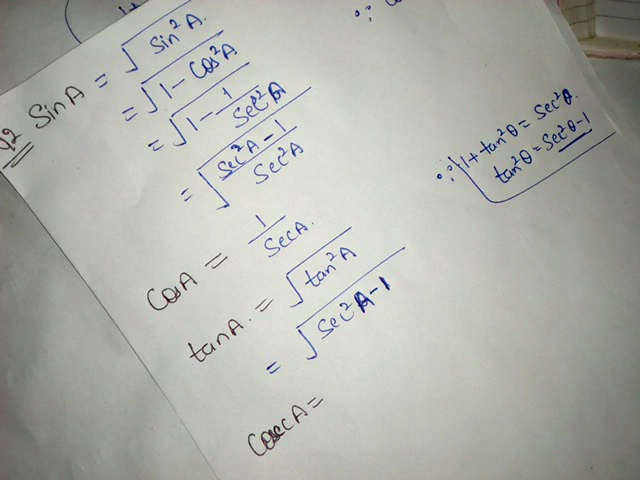 Q2 SinA = √Sin²A.
= √1 - Cos²A
= √1 - 1/Sec²A
= √Sec²A - 1/Sec²A
CosA = 1/SecA.
tanA. = √tan²A
= √Sec²A - 1
CosecA =
∵ 1 + tan²θ = Sec²θ.
tan²θ = Sec²θ - 1